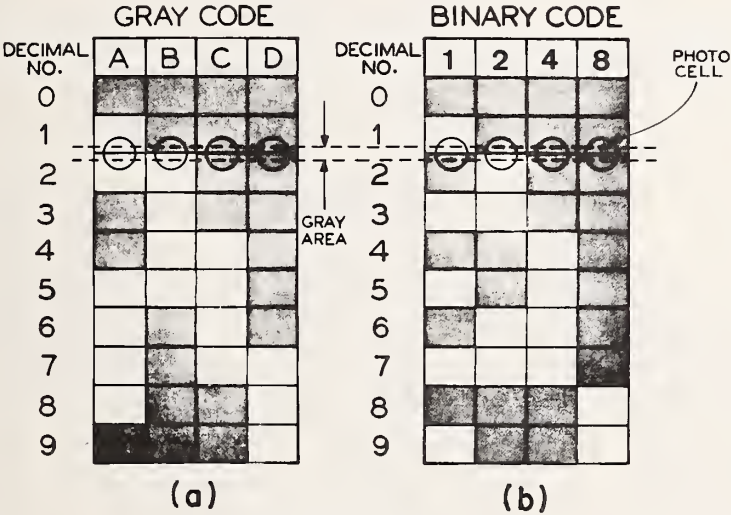 GRAY CODE
BINARY CODE
DECIMAL NO. A B C D
0
1
2
3
4
5
6
7
8
9
GRAY AREA
(a)
DECIMAL NO. 1 2 4 8
0
1
2
3
4
5
6
7
8
9
PHOTO CELL
(b)